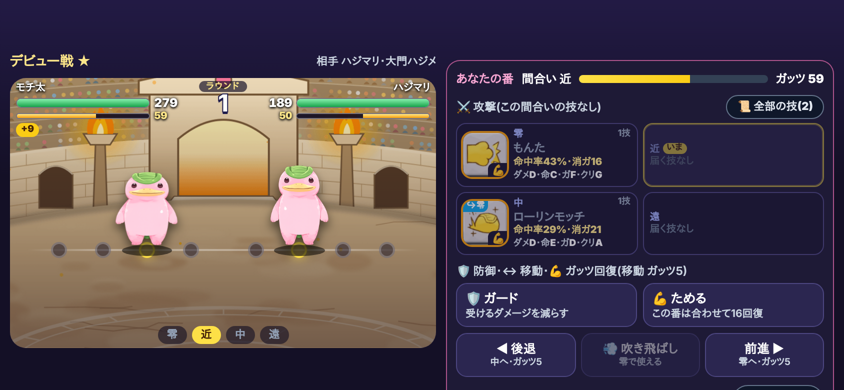 デビュー戦 ★
相手 ハジマリ・大門ハジメ
モチ太
ラウンド
ハジマリ
279
1
189
59
50
+9
零 近 中 遠
あなたの番 間合い 近 ガッツ 59
⚔️ 攻撃(この間合いの技なし)
📜 全部の技(2)
零 1技
もんた
命中率43%・消ガ16
ダメD・命C・ガF・クリG
近 いま
届く技なし
↪零
中 1技
ローリンモッチ
命中率29%・消ガ21
ダメD・命E・ガD・クリA
遠
届く技なし
🛡️ 防御・↔ 移動・💪 ガッツ回復(移動 ガッツ5)
🛡️ ガード
受けるダメージを減らす
💪 ためる
この番は合わせて16回復
◀ 後退
中へ・ガッツ5
💨 吹き飛ばし
零で使える
前進 ▶
零へ・ガッツ5